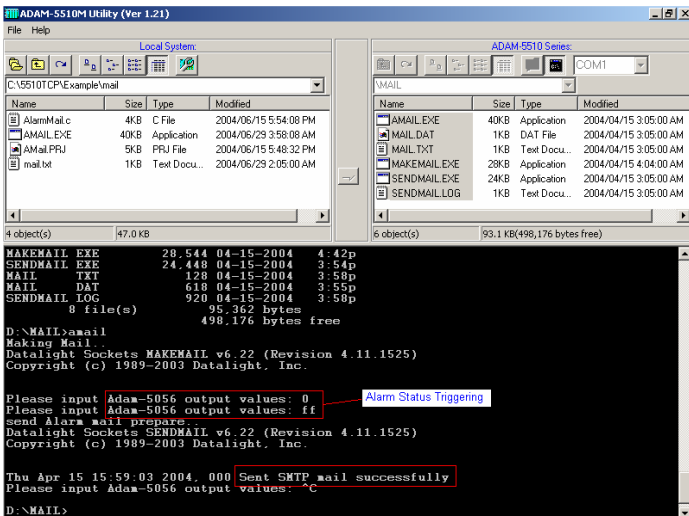 ADAM-5510M Utility (Ver 1.21)
File Help
Local System:
ADAM-5510 Series:
COM1
C:\5510TCP\Example\mail
\MAIL
Name Size Type Modified
AlarmMail.c 4KB C File 2004/06/15 5:54:08 PM
AMAIL.EXE 40KB Application 2004/06/29 3:58:08 AM
AMail.PRJ 5KB PRJ File 2004/06/15 5:48:32 PM
mail.txt 1KB Text Docu... 2004/06/29 2:05:00 AM
Name Size Type Modified
AMAIL.EXE 40KB Application 2004/04/15 3:05:00 AM
MAIL.DAT 1KB DAT File 2004/04/15 3:05:00 AM
MAIL.TXT 1KB Text Docu... 2004/04/15 3:05:00 AM
MAKEMAIL.EXE 28KB Application 2004/04/15 4:04:00 AM
SENDMAIL.EXE 24KB Application 2004/04/15 3:05:00 AM
SENDMAIL.LOG 1KB Text Docu... 2004/04/15 3:05:00 AM
4 object(s) 47.0 KB
6 object(s) 93.1 KB(498,176 bytes free)
MAKEMAIL EXE 28,544 04-15-2004 4:42p
SENDMAIL EXE 24,448 04-15-2004 3:54p
MAIL TXT 128 04-15-2004 3:58p
MAIL DAT 618 04-15-2004 3:55p
SENDMAIL LOG 920 04-15-2004 3:58p
8 file(s) 95,362 bytes
498,176 bytes free
D:\MAIL>amail
Making Mail..
Datalight Sockets MAKEMAIL v6.22 (Revision 4.11.1525)
Copyright (c) 1989-2003 Datalight, Inc.
Please input Adam-5056 output values: 0
Alarm Status Triggering
Please input Adam-5056 output values: ff
send Alarm mail prepare..
Datalight Sockets SENDMAIL v6.22 (Revision 4.11.1525)
Copyright (c) 1989-2003 Datalight, Inc.
Thu Apr 15 15:59:03 2004, 000 Sent SMTP mail successfully
Please input Adam-5056 output values: ^C
D:\MAIL>